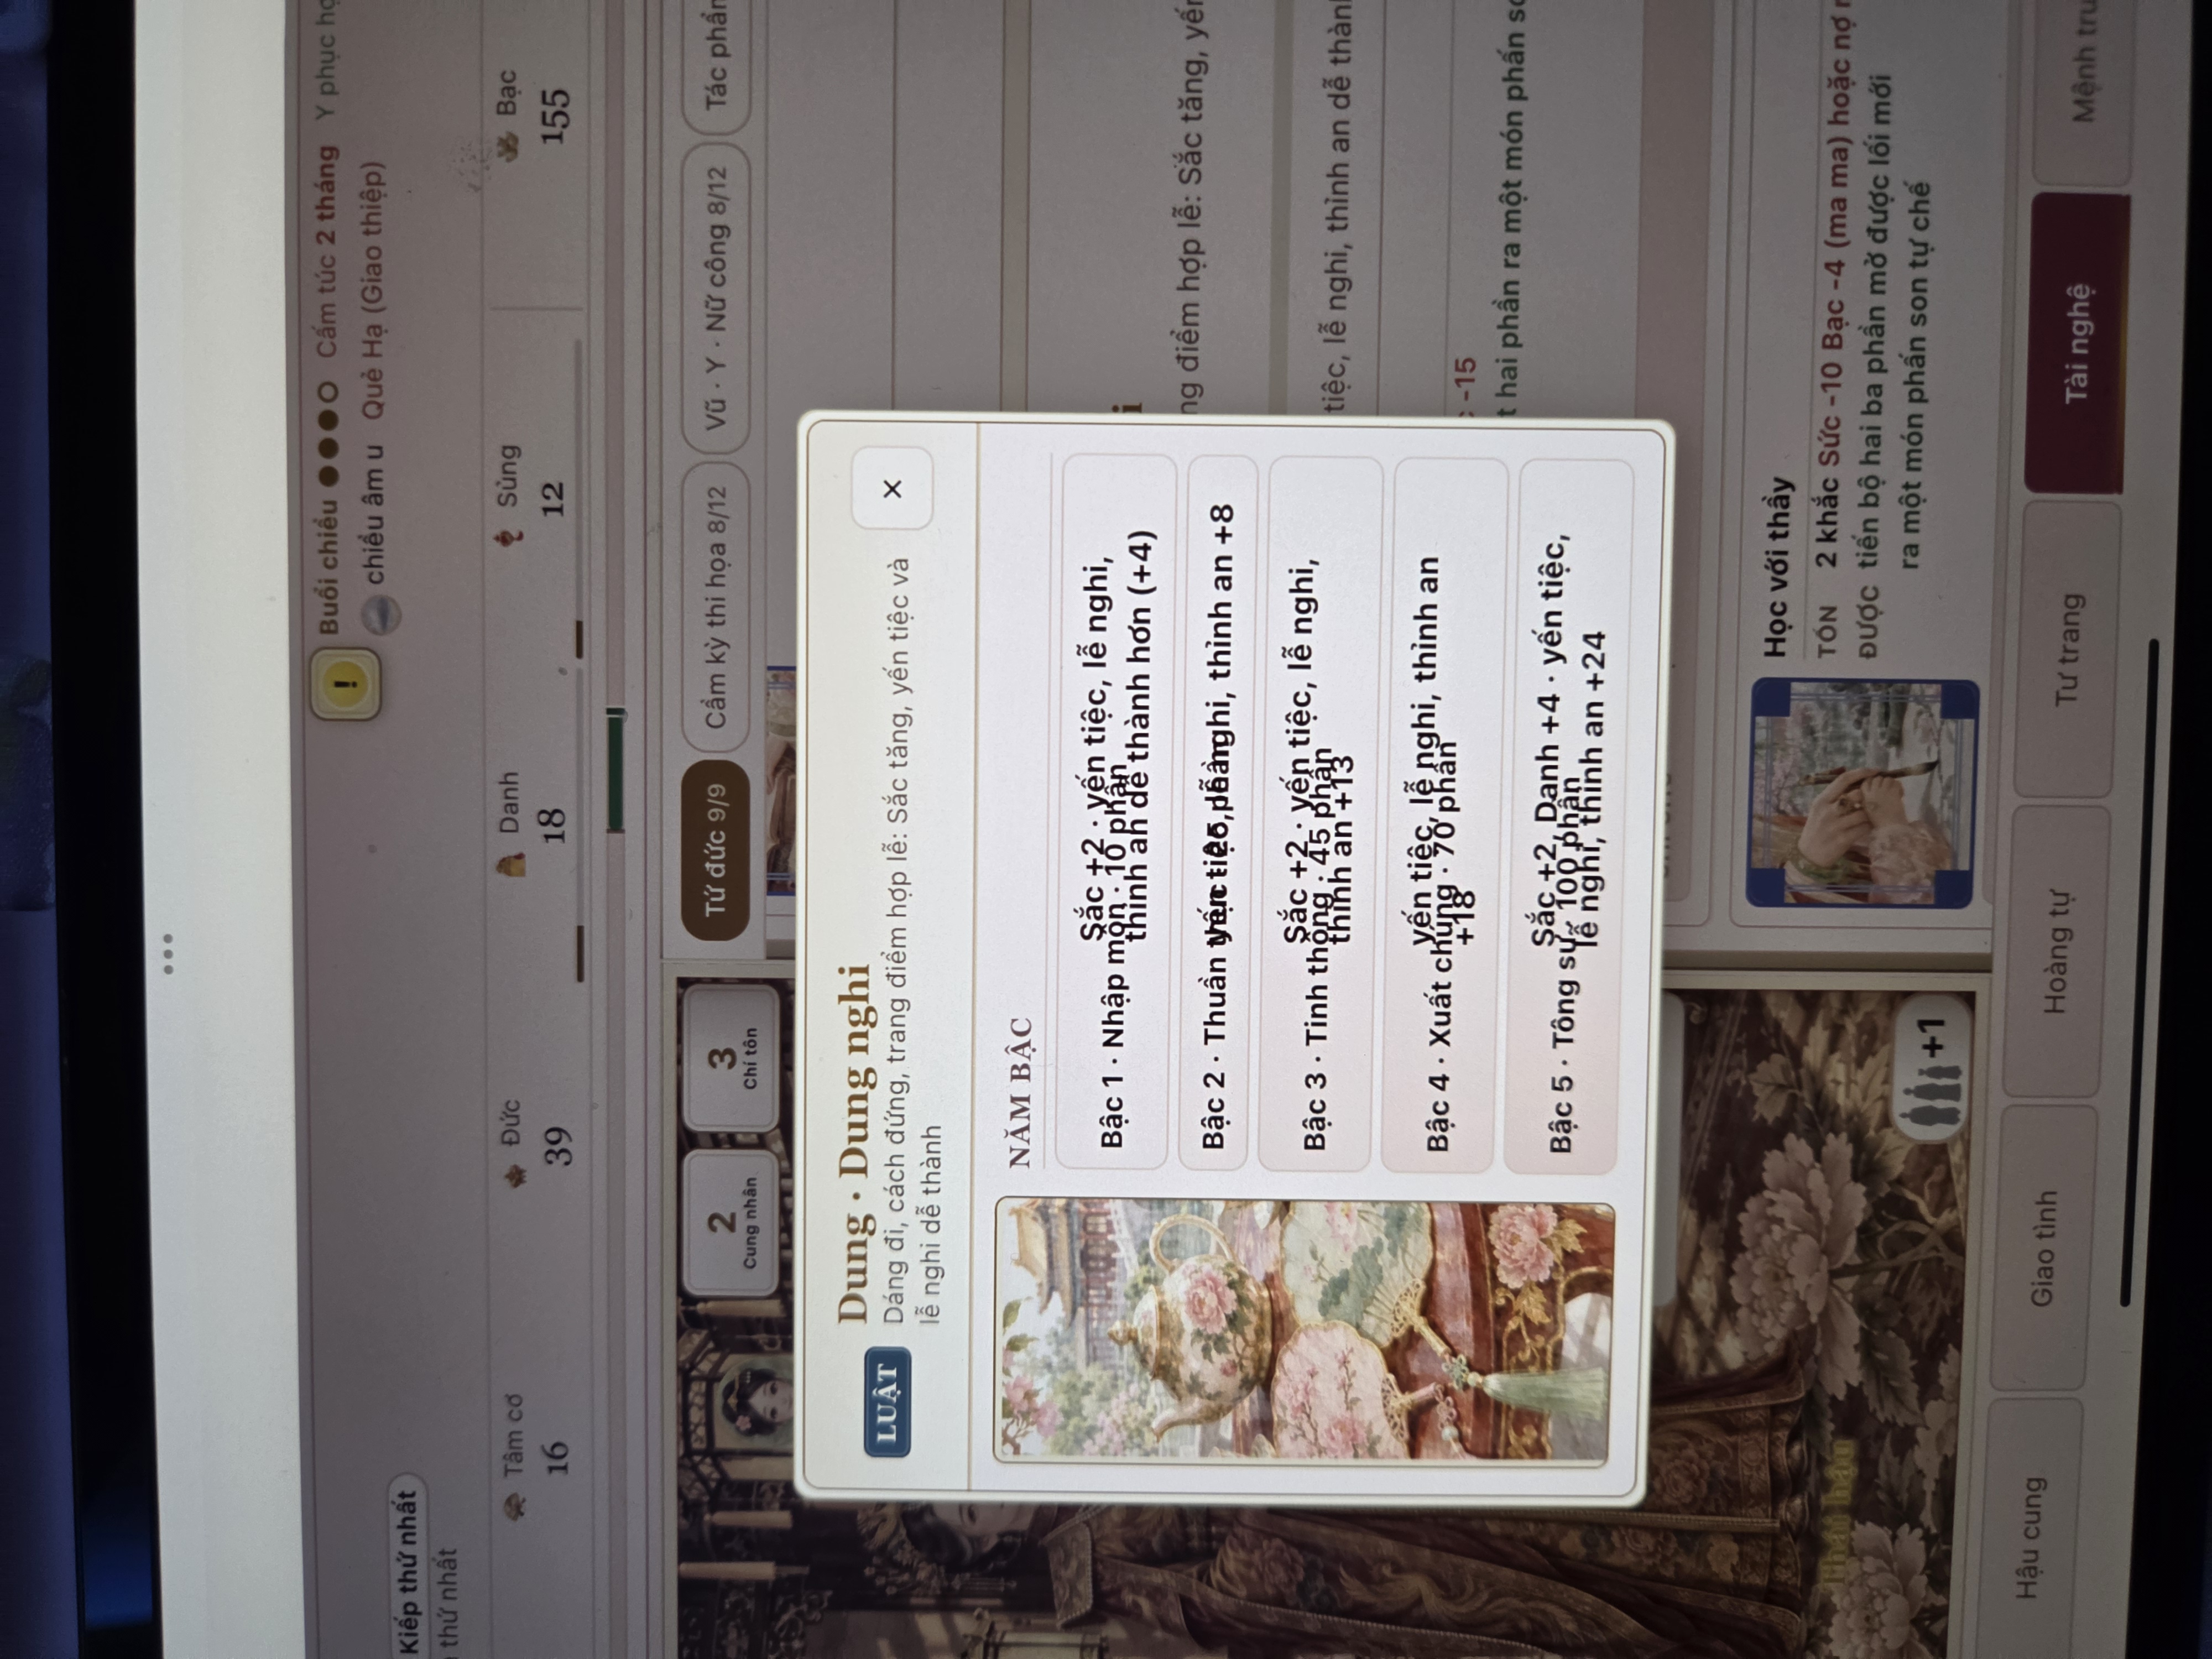 Buổi chiều
Cấm túc 2 tháng
Y phục
chiều âm u
Quẻ Hạ (Giao thiệp)
Kiếp thứ nhất
thứ nhất
Tâm cơ
Đức
Danh
Sủng
Bạc
16
39
18
12
155
2
Cung nhân
3
Chí tôn
Tứ đức 9/9
Cầm kỳ thi họa 8/12
Vũ · Y · Nữ công 8/12
Tác
LUẬT
Dung · Dung nghi
Dáng đi, cách đứng, trang điểm hợp lễ: Sắc tăng, yến tiệc và
lễ nghi dễ thành
×
NĂM BẬC
Bậc 1 · Nhập môn · 10 phần
Sắc +2 · yến tiệc, lễ nghi,
thỉnh an dễ thành hơn (+4)
Bậc 2 · Thuần
yến tiệc, lễ nghi, thỉnh an +8
Bậc 3 · Tinh thông · 45 phần
Sắc +2 · yến tiệc, lễ nghi,
thỉnh an +13
Bậc 4 · Xuất chúng · 70 phần
yến tiệc, lễ nghi, thỉnh an
+18
Bậc 5 · Tông sư · 100 phần
Sắc +2, Danh +4 · yến tiệc,
lễ nghi, thỉnh an +24
điểm hợp lễ: Sắc tăng,
tiệc, lễ nghi, thỉnh an dễ
-15
hai phần ra một món phấn
Học với thầy
TỐN 2 khắc Sức -10 Bạc -4 (ma ma) hoặc nợ
ĐƯỢC tiến bộ hai ba phần mở được lối mới
ra một món phấn son tự chế
Thái hậu
+1
Hậu cung
Giao tình
Hoàng tự
Tư trang
Tài nghệ
Mệnh